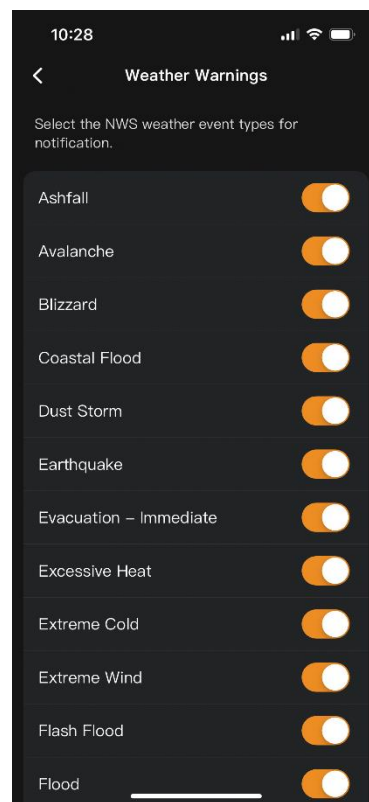 10:28
Weather Warnings
Select the NWS weather event types for
notification.
Ashfall
Avalanche
Blizzard
Coastal Flood
Dust Storm
Earthquake
Evacuation – Immediate
Excessive Heat
Extreme Cold
Extreme Wind
Flash Flood
Flood